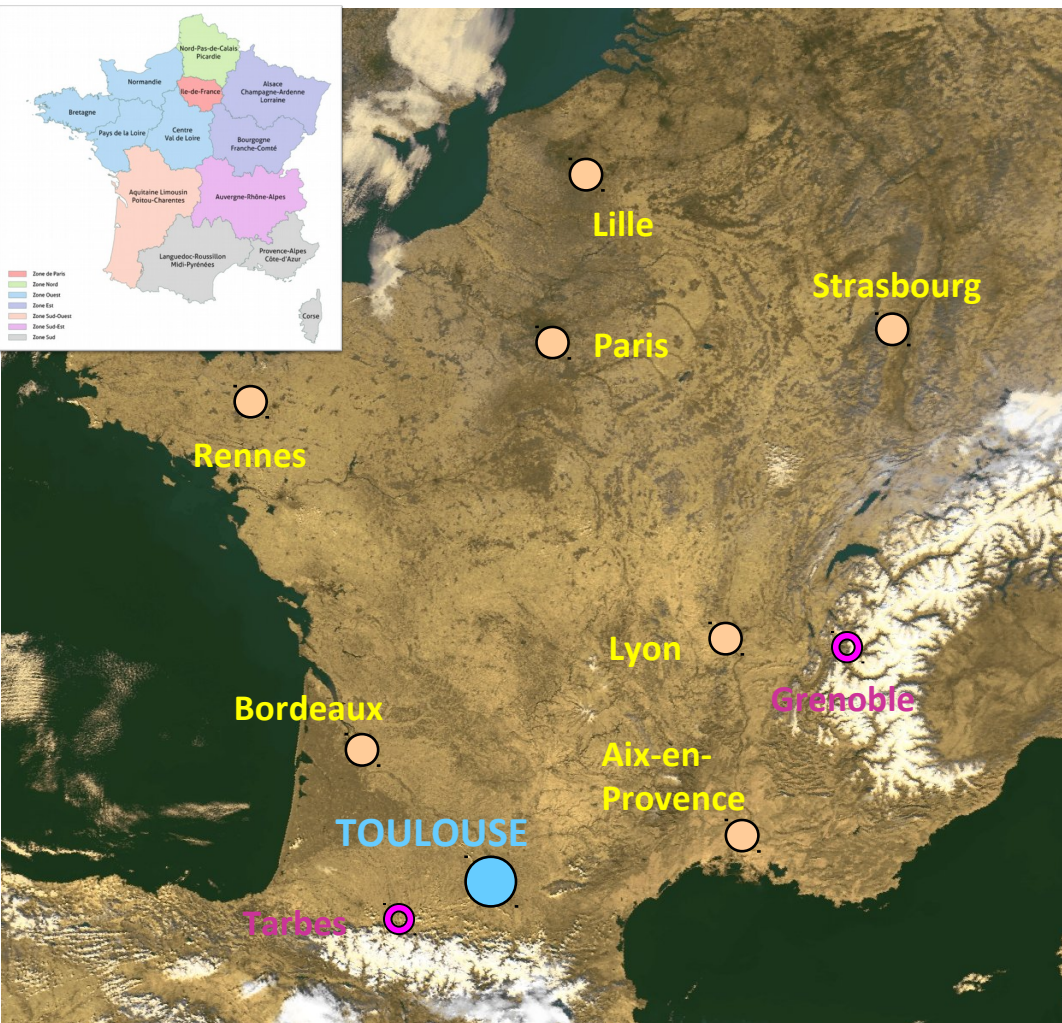 Nord-Pas-de-Calais
Picardie
Normandie
Ile-de-France
Alsace
Champagne-Ardenne
Lorraine
Bretagne
Pays de la Loire
Centre
Val de Loire
Bourgogne
Franche-Comté
Aquitaine Limousin
Poitou-Charentes
Auvergne-Rhône-Alpes
Languedoc-Roussillon
Midi-Pyrénées
Provence-Alpes
Côte-d'Azur
Corse
Zone de Paris
Zone Nord
Zone Ouest
Zone Est
Zone Sud-Ouest
Zone Sud-Est
Zone Sud
Lille
Strasbourg
Paris
Rennes
Lyon
Grenoble
Bordeaux
Aix-en-
Provence
TOULOUSE
Tarbes